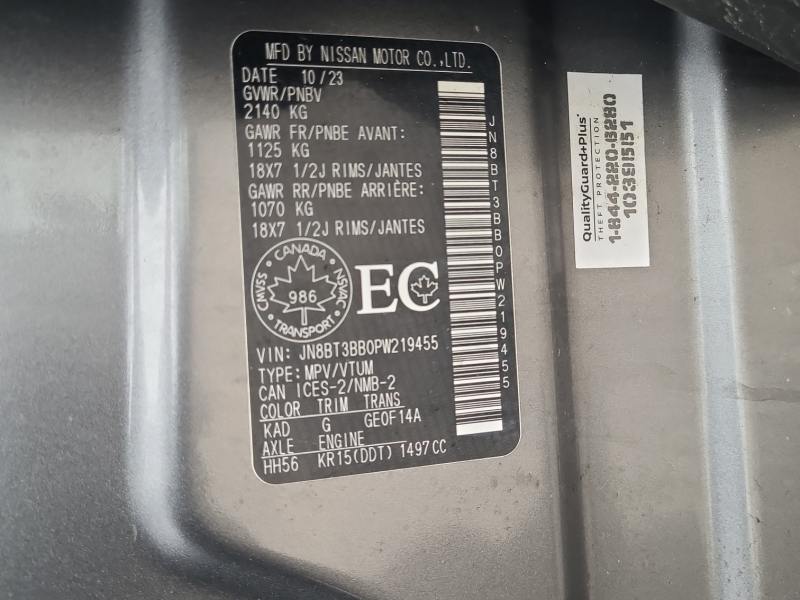 MFD BY NISSAN MOTOR CO.,LTD.
DATE 10/23
GVWR/PNBV
2140 KG
GAWR FR/PNBE AVANT:
1125 KG
18X7 1/2J RIMS/JANTES
GAWR RR/PNBE ARRIÈRE:
1070 KG
18X7 1/2J RIMS/JANTES
CANADA
CMVSS 986 NSVAC
TRANSPORT
EC
VIN: JN8BT3BB0PW219455
TYPE: MPV/VTUM
CAN ICES-2/NMB-2
COLOR TRIM TRANS
KAD G GE0F14A
AXLE ENGINE
HH56 KR15(DDT) 1497CC
JN8BT3BB0PW219455
QualityGuard+Plus®
THEFT PROTECTION
1-844-220-6280
10395151